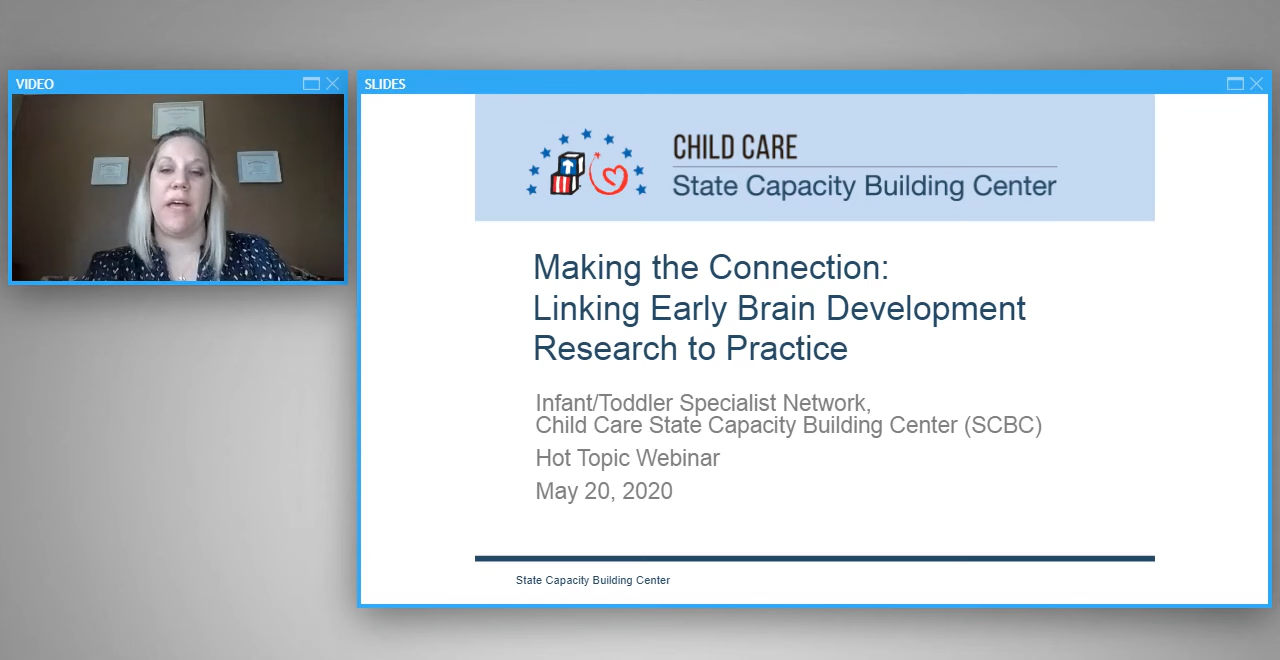 VIDEO
SLIDES
CHILD CARE
State Capacity Building Center
Making the Connection:
Linking Early Brain Development
Research to Practice
Infant/Toddler Specialist Network,
Child Care State Capacity Building Center (SCBC)
Hot Topic Webinar
May 20, 2020
State Capacity Building Center